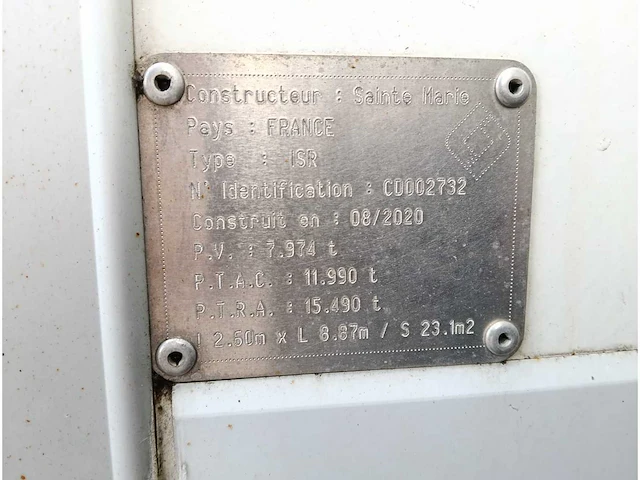 Constructeur : Sainte Marie
Pays : FRANCE
Type : ISR
N° Identification : CD002732
Construit en : 08/2020
P.V. : 7.974 t
P.T.A.C. : 11.990 t
P.T.R.A. : 15.490 t
l 2.50m x L 8.87m / S 23.1m2